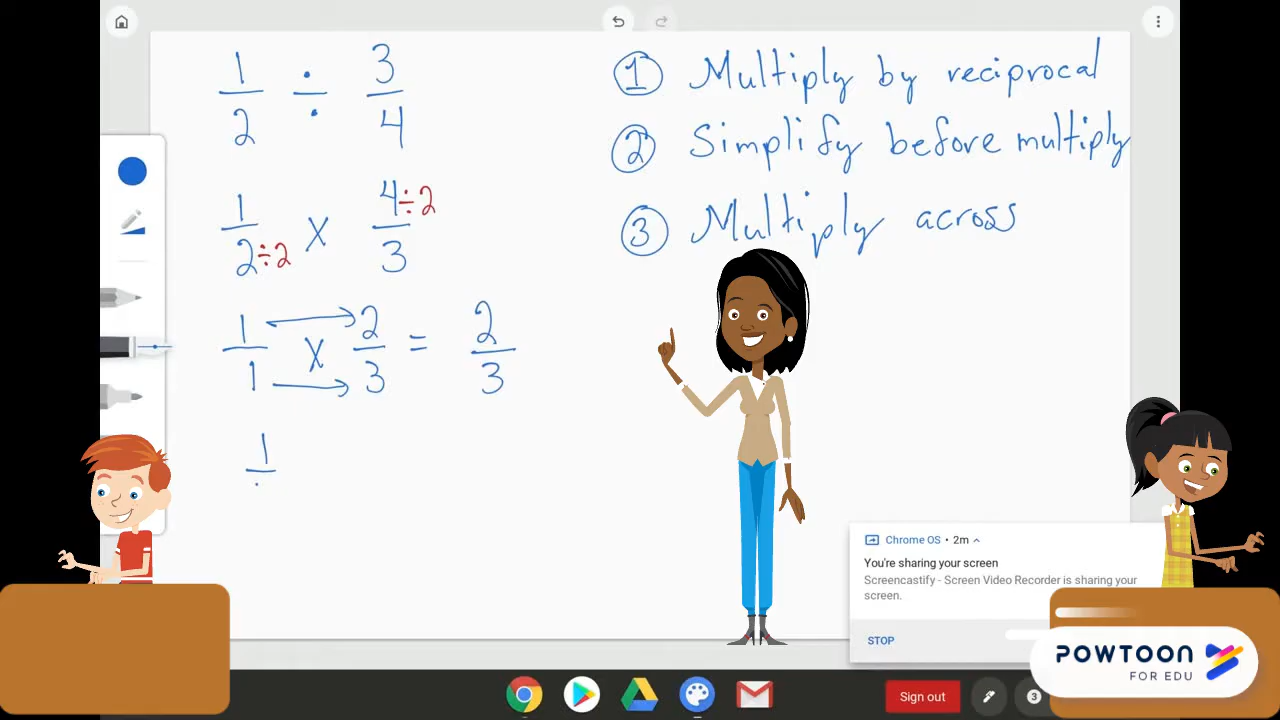 1/2 ÷ 3/4
1/2÷2 X 4÷2/3
1/1 X 2/3 = 2/3
1
① Multiply by reciprocal
② Simplify before multiply
③ Multiply across
Chrome OS • 2m
You're sharing your screen
Screencastify - Screen Video Recorder is sharing your
screen.
STOP
POWTOON
FOR EDU
Sign out
3